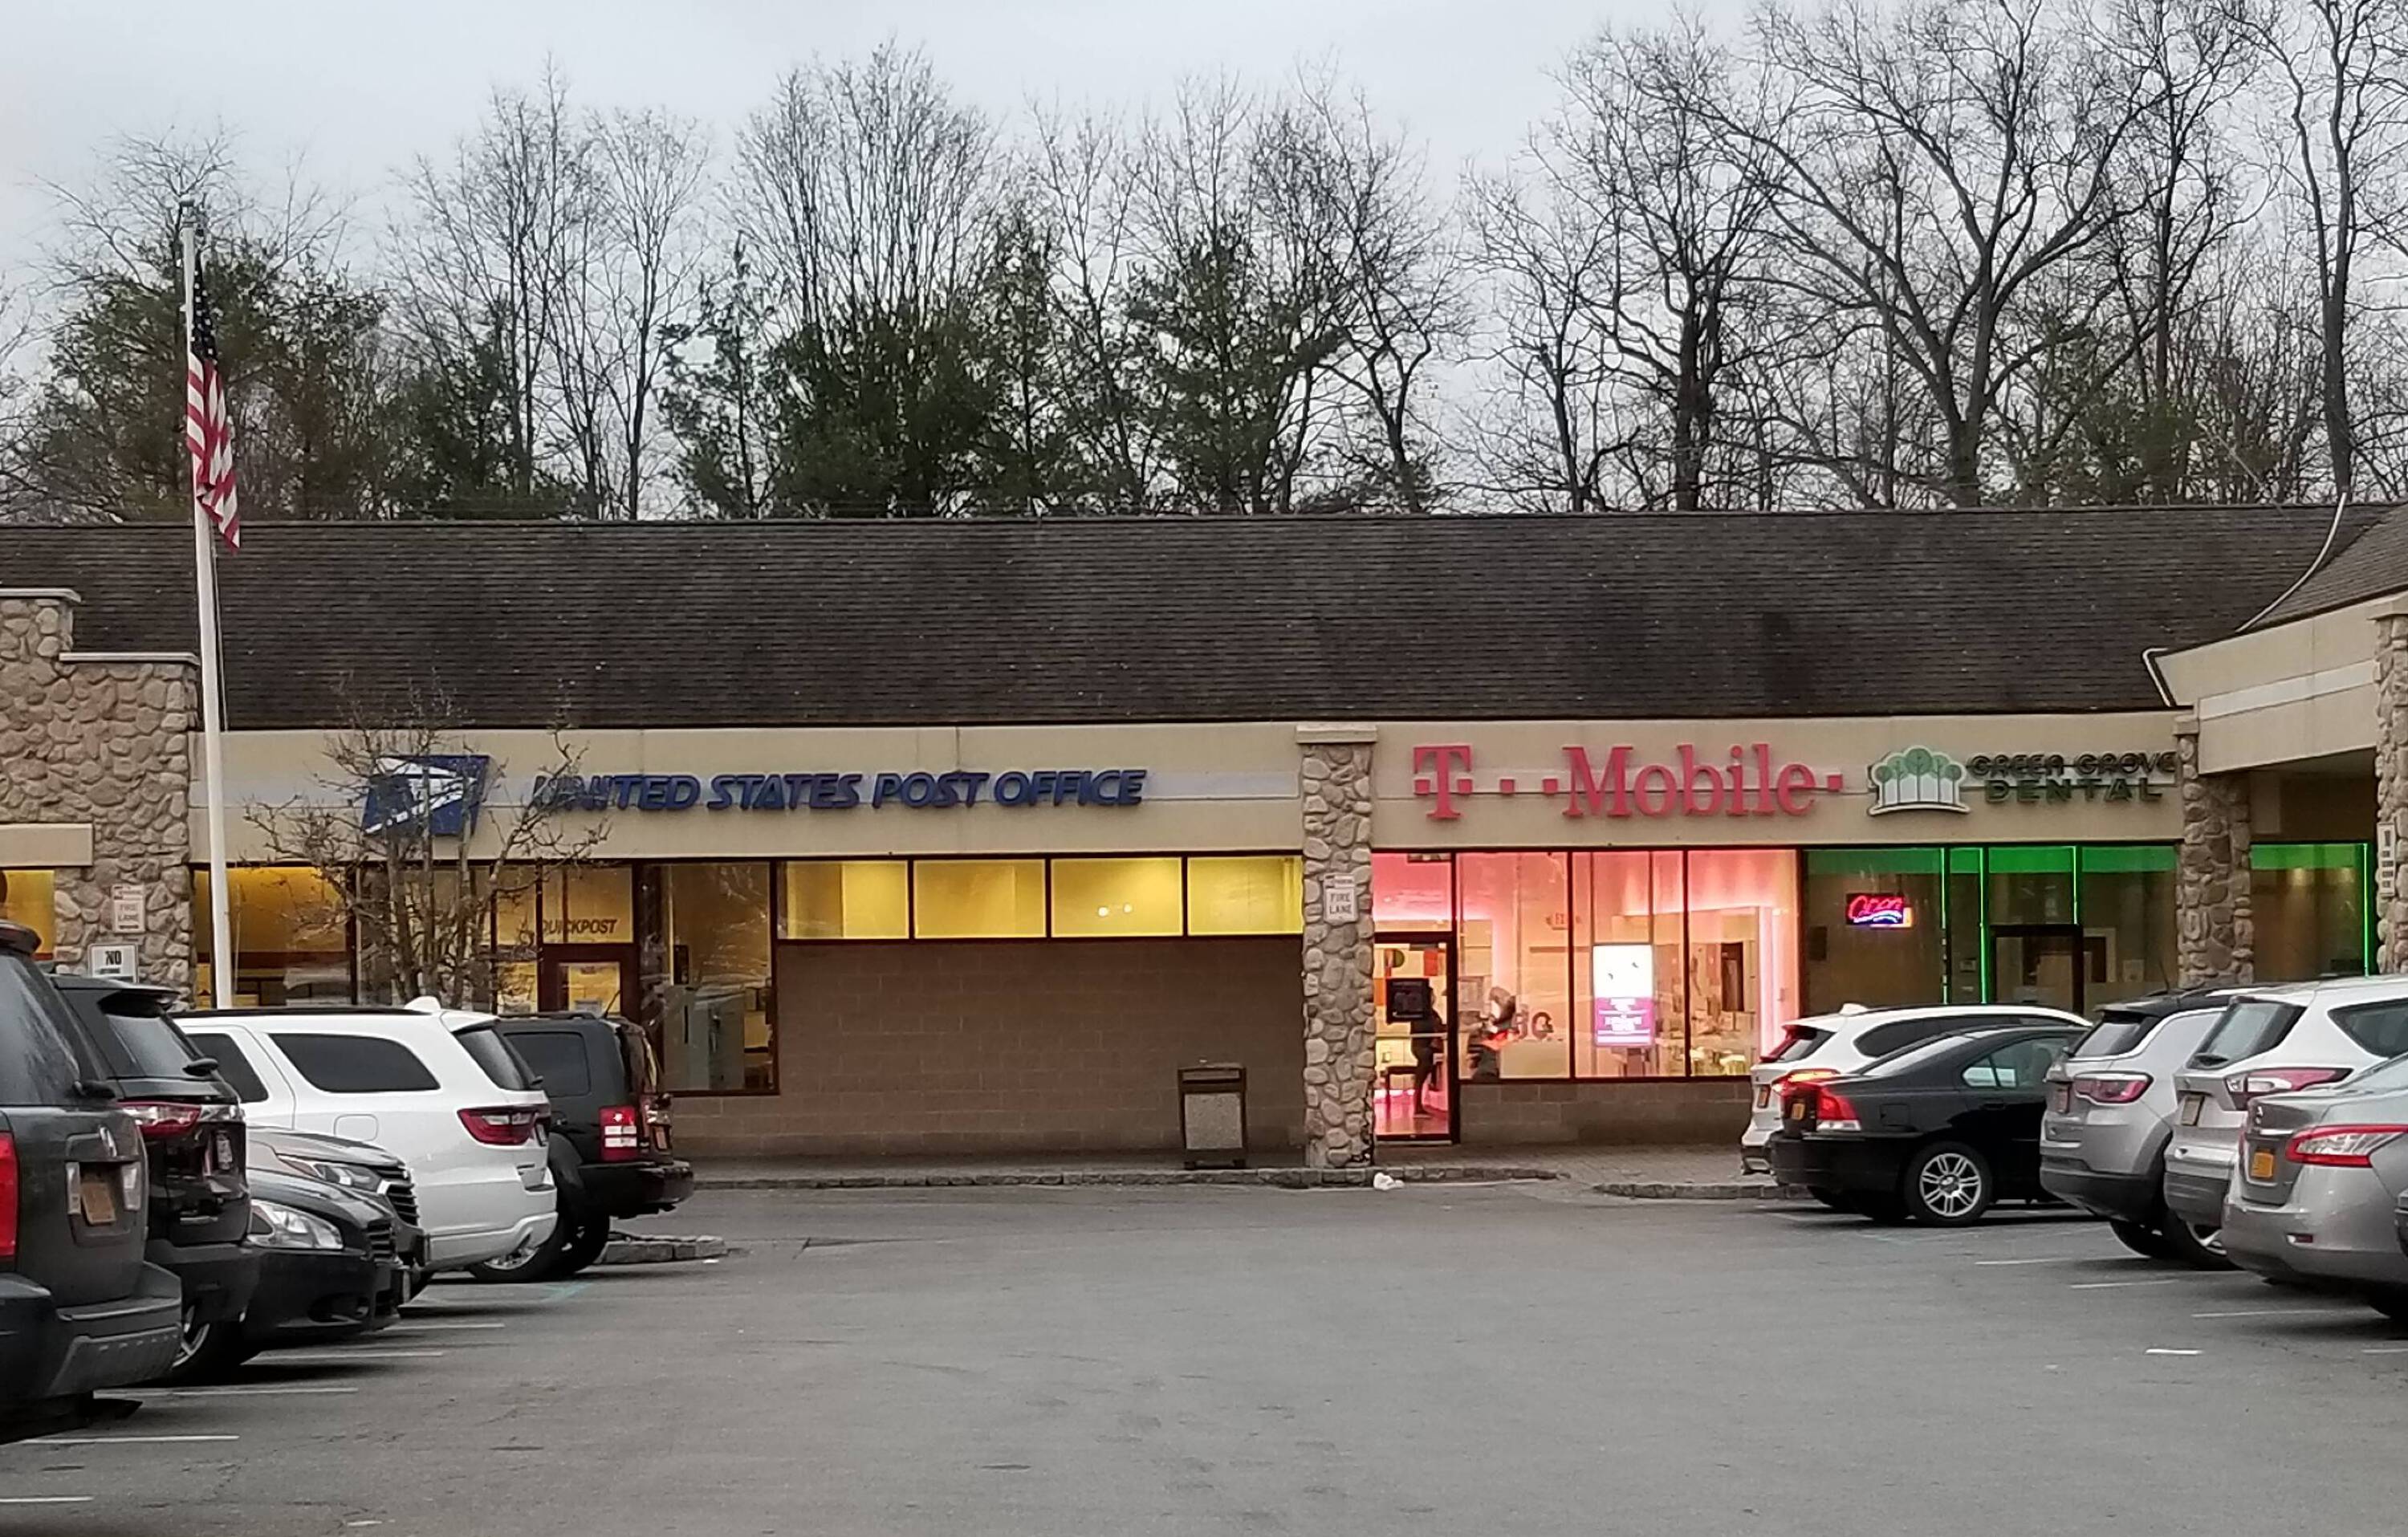 UNITED STATES POST OFFICE
T··Mobile·
GREEN GROVE
DENTAL
QUICKPOST
Open
FIRE
LANE
FIRE
LANE
NO